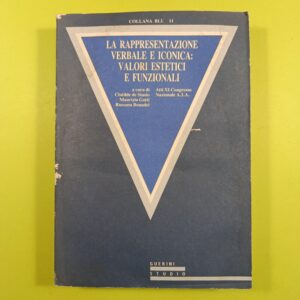 COLLANA BLU 11
LA RAPPRESENTAZIONE
VERBALE E ICONICA:
VALORI ESTETICI
E FUNZIONALI
a cura di
Clotilde de Stasio
Maurizio Gotti
Rossana Bonadei
Atti XI Congresso
Nazionale A.I.A.
GUERINI
STUDIO